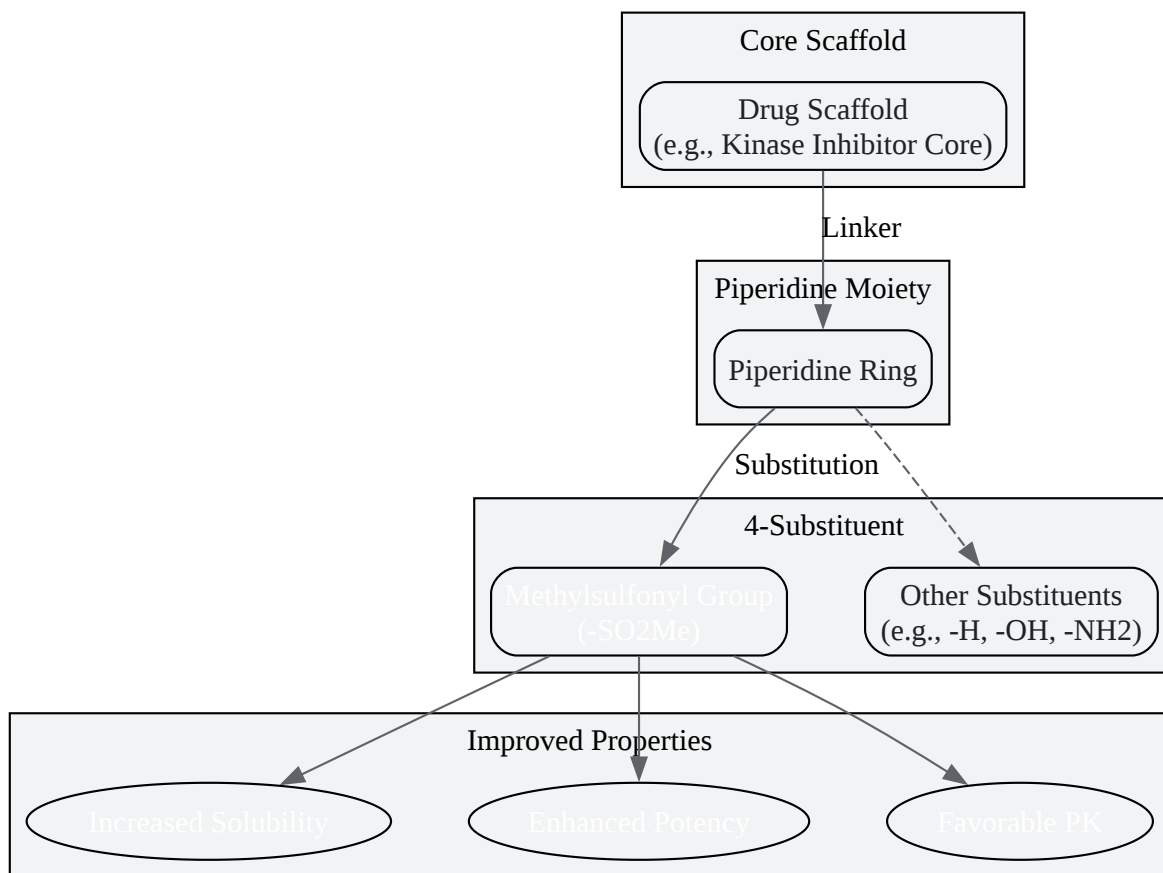 Core Scaffold
Drug Scaffold
(e.g., Kinase Inhibitor Core)
Linker
Piperidine Moiety
Piperidine Ring
Substitution
4-Substituent
Methylsulfonyl Group
(-SO2Me)
Other Substituents
(e.g., -H, -OH, -NH2)
Improved Properties
Increased Solubility
Enhanced Potency
Favorable PK